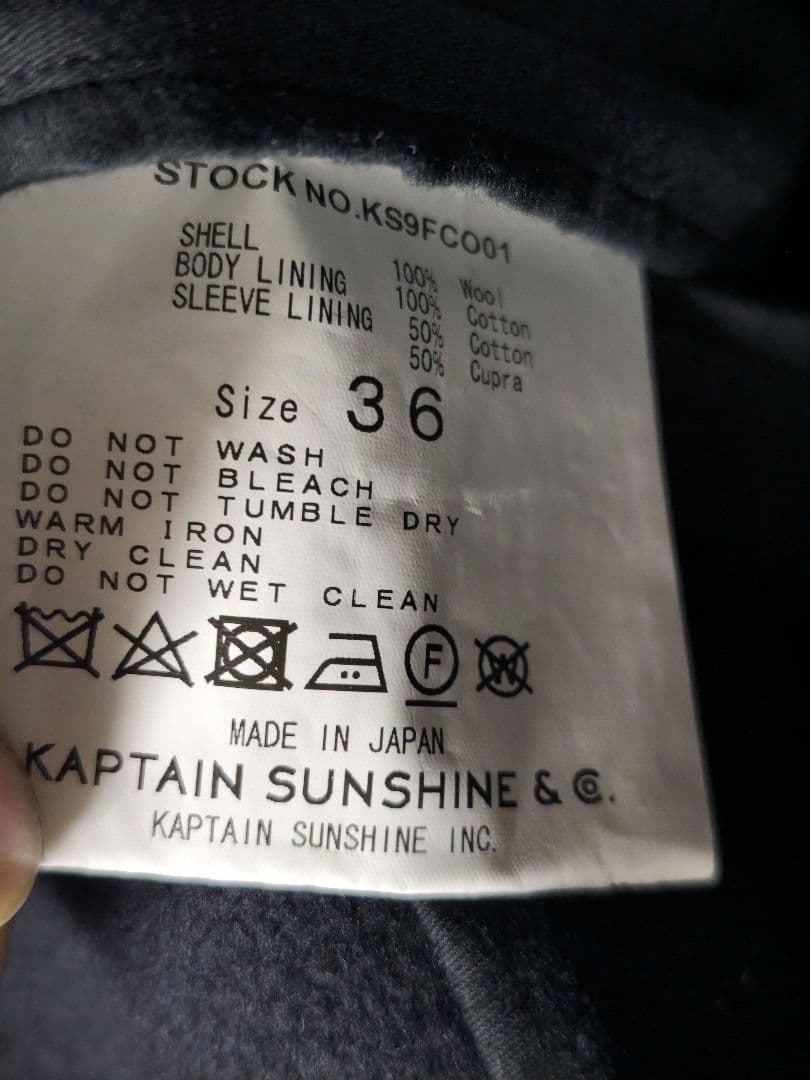 STOCK NO.KS9FCO01
SHELL 100% Wool
BODY LINING 100% Cotton
SLEEVE LINING 50% Cotton
50% Cupra
Size 36
DO NOT WASH
DO NOT BLEACH
DO NOT TUMBLE DRY
WARM IRON
DRY CLEAN
DO NOT WET CLEAN
F W
MADE IN JAPAN
KAPTAIN SUNSHINE & Co.
KAPTAIN SUNSHINE INC.